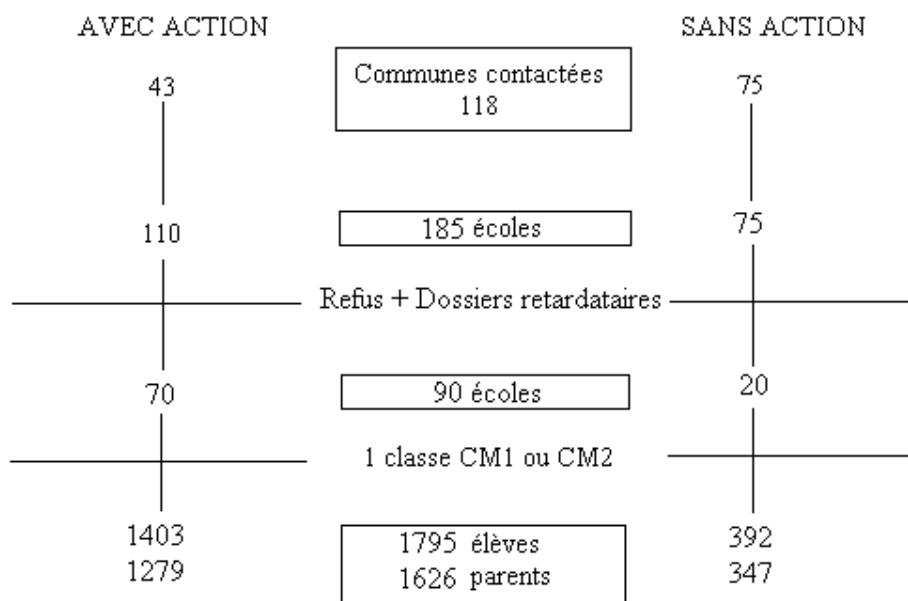 AVEC ACTION SANS ACTION
43 Communes contactées 75
118
110 185 écoles 75
Refus + Dossiers retardataires
70 90 écoles 20
1 classe CM1 ou CM2
1403 1795 élèves 392
1279 1626 parents 347